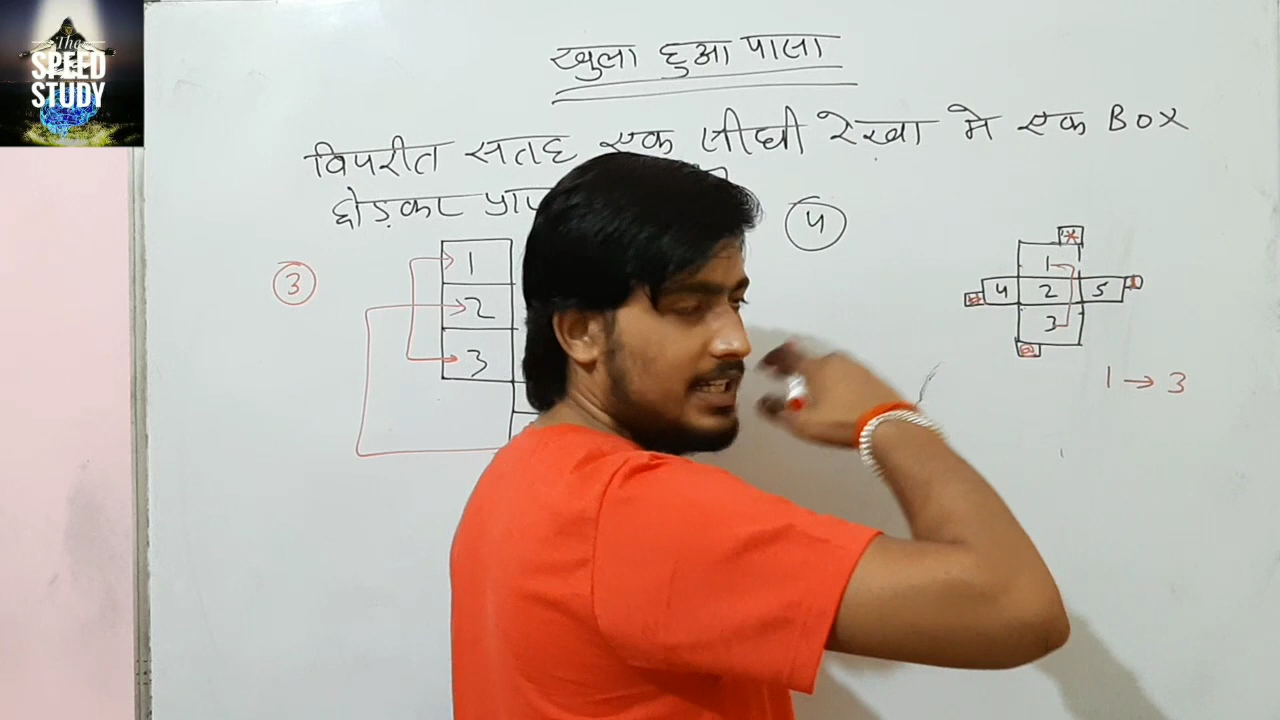 The
SPEED
STUDY
खुला हुआ पासा
विपरीत सतह एक सीधी रेखा मे एक Box
छोड़कर
3
4
1
2
3
1
4 2 5
3
1 → 3